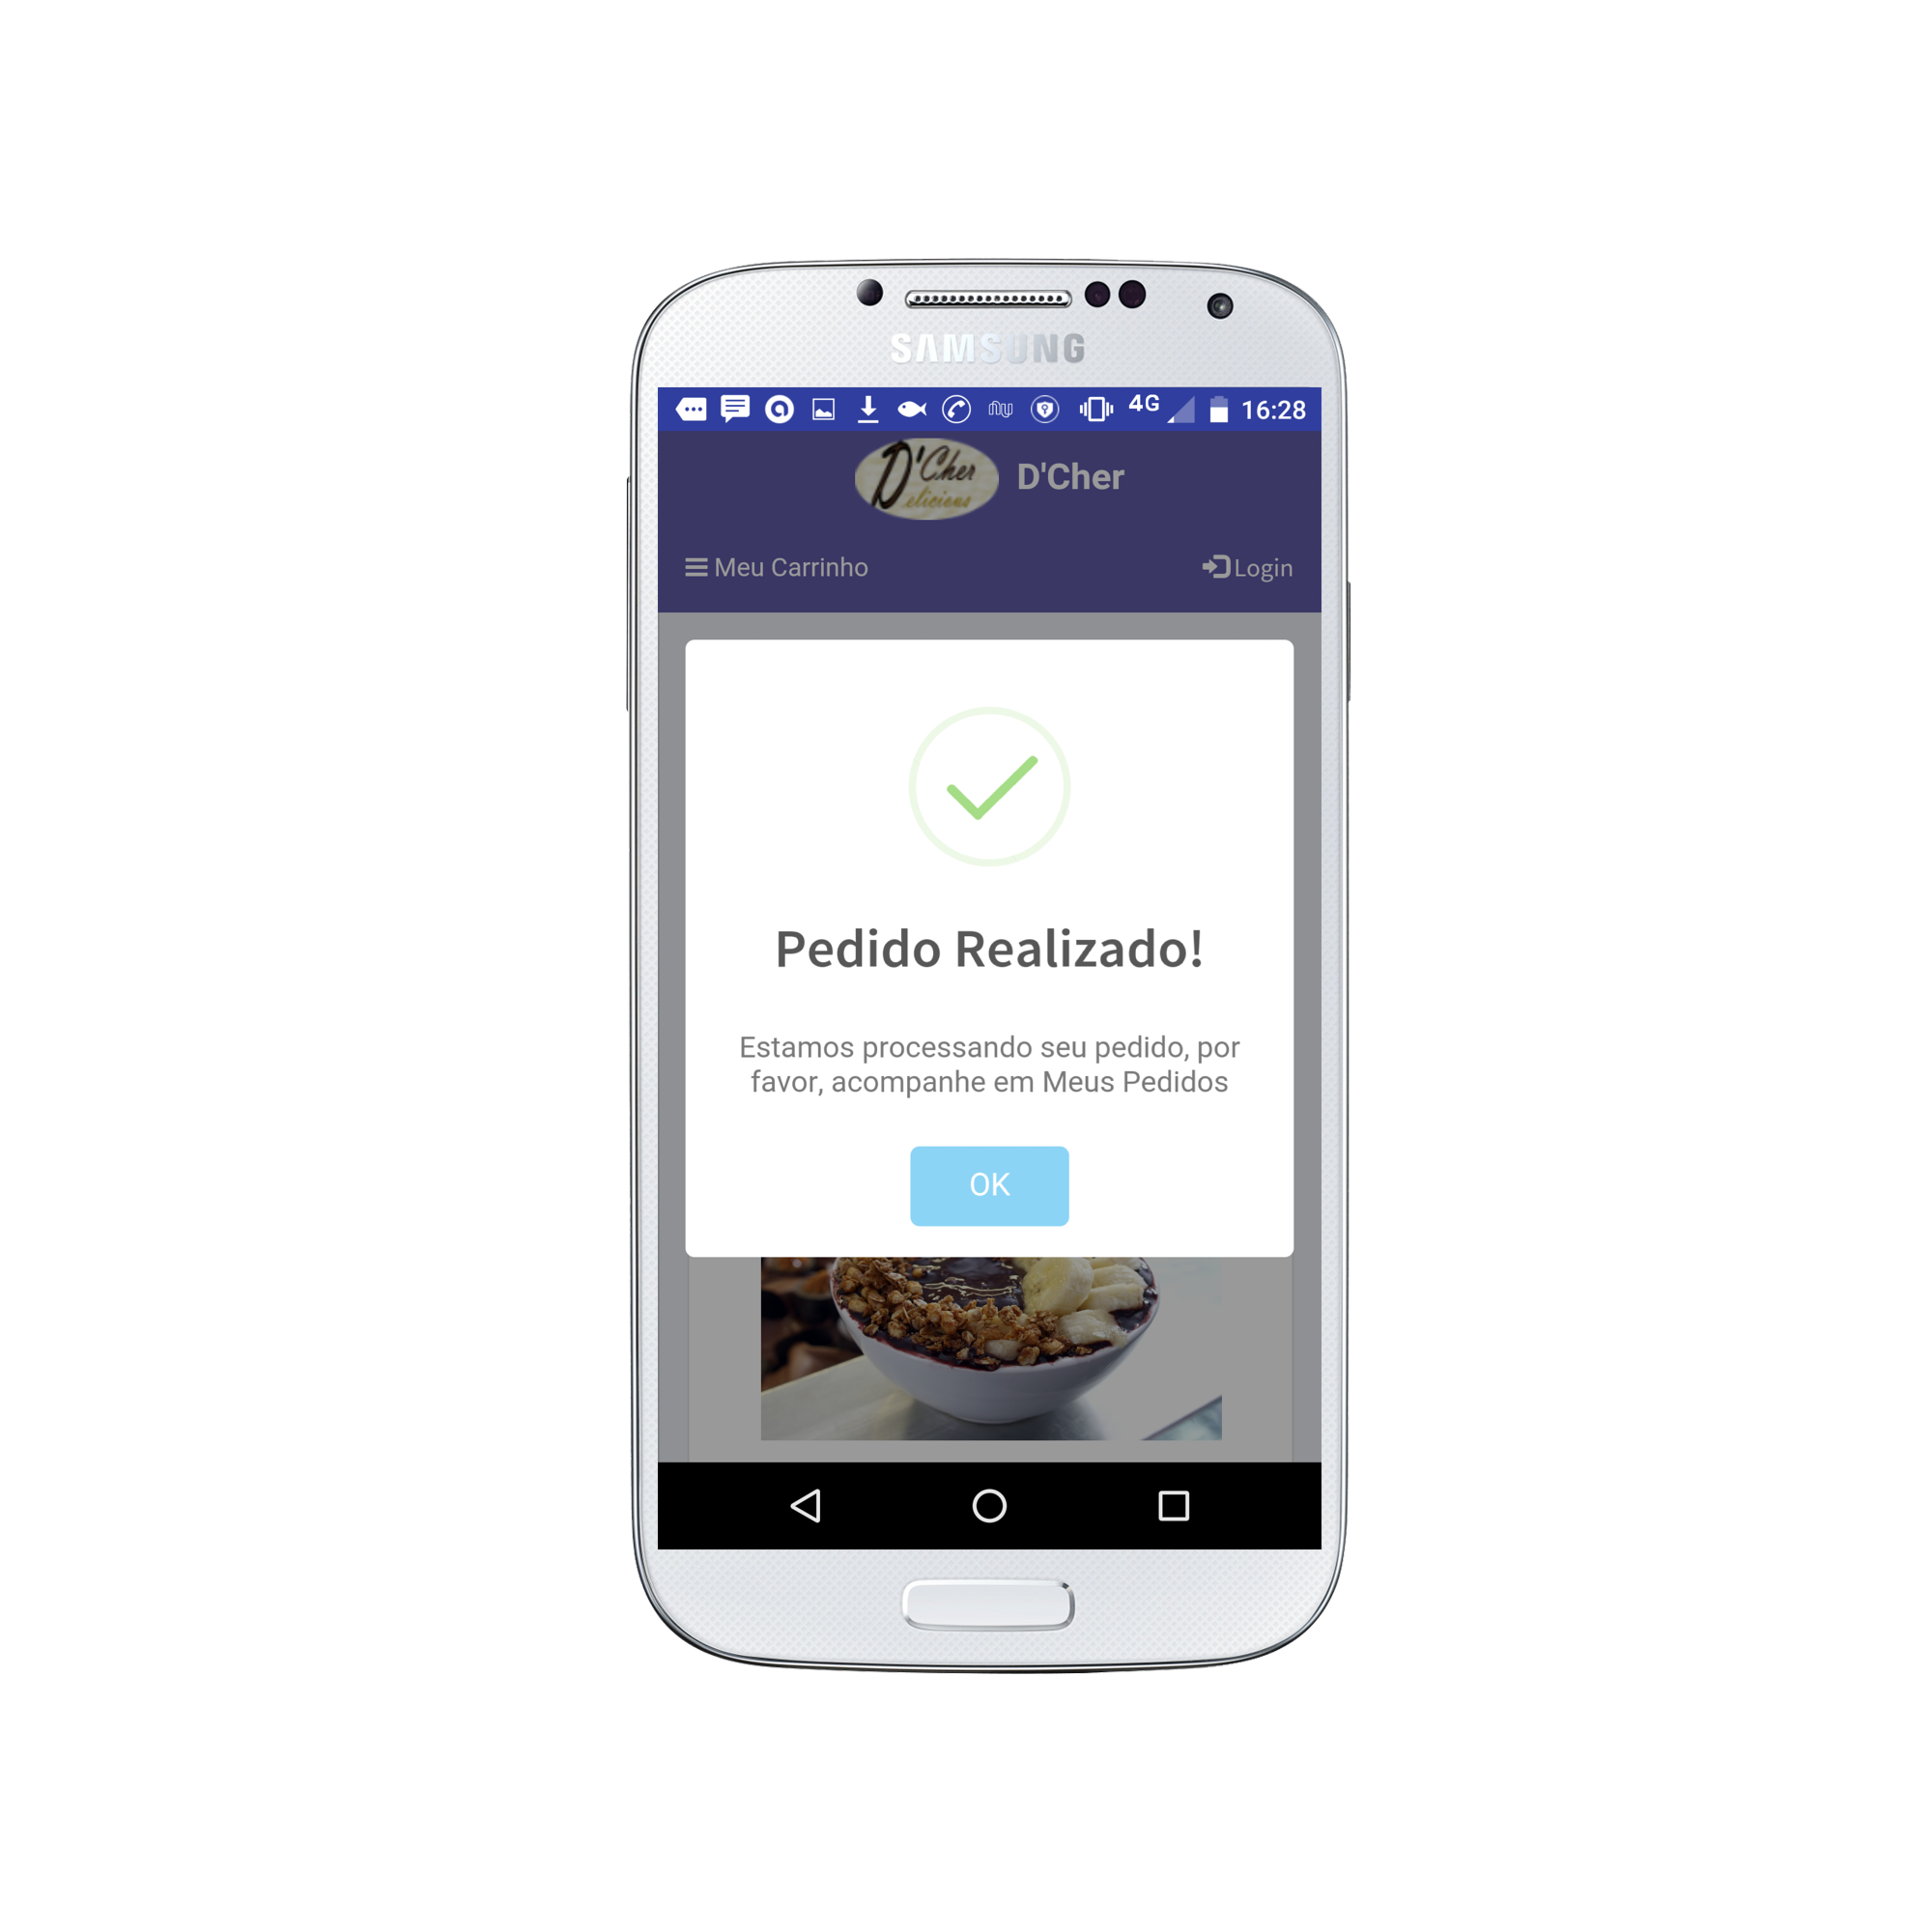 SAMSUNG
4G 16:28
D'Cher
elicious
D'Cher
Meu Carrinho
Login
Pedido Realizado!
Estamos processando seu pedido, por
favor, acompanhe em Meus Pedidos
OK